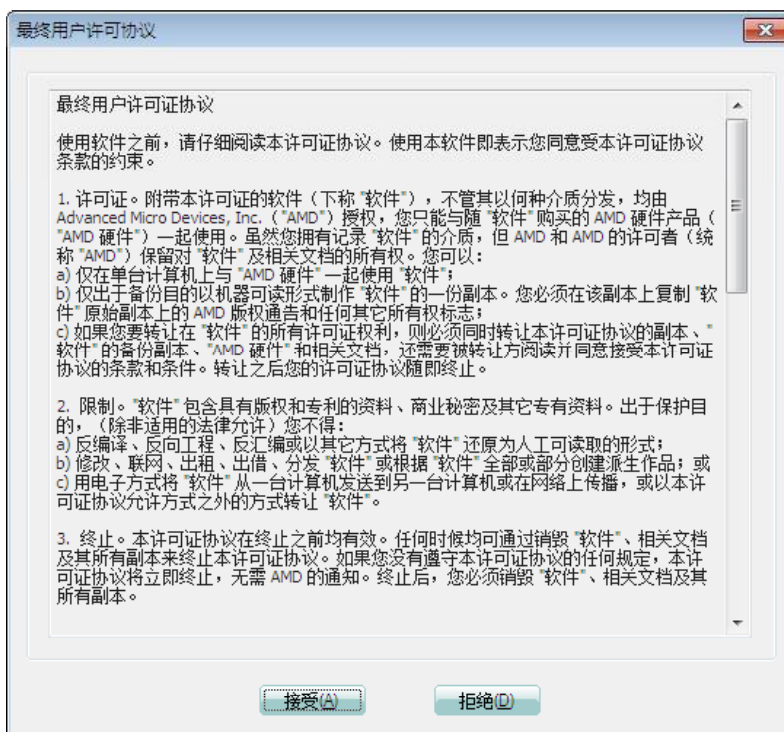 最终用户许可协议
最终用户许可证协议
使用软件之前，请仔细阅读本许可证协议。使用本软件即表示您同意受本许可证协议
条款的约束。
1. 许可证。附带本许可证的软件（下称 "软件"），不管其以何种介质分发，均由
Advanced Micro Devices, Inc.（"AMD"）授权，您只能与随 "软件" 购买的 AMD 硬件产品（
"AMD 硬件"）一起使用。虽然您拥有记录 "软件" 的介质，但 AMD 和 AMD 的许可者（统
称 "AMD"）保留对 "软件" 及相关文档的所有权。您可以：
a) 仅在单台计算机上与 "AMD 硬件" 一起使用 "软件"；
b) 仅出于备份目的以机器可读形式制作 "软件" 的一份副本。您必须在该副本上复制 "软
件" 原始副本上的 AMD 版权通告和任何其它所有权标志；
c) 如果您要转让在 "软件" 的所有许可证权利，则必须同时转让本许可证协议的副本、"
软件" 的备份副本、"AMD 硬件" 和相关文档，还需要被转让方阅读并同意接受本许可证
协议的条款和条件。转让之后您的许可证协议随即终止。
2. 限制。"软件" 包含具有版权和专利的资料、商业秘密及其它专有资料。出于保护目
的，（除非适用的法律允许）您不得：
a) 反编译、反向工程、反汇编或以其它方式将 "软件" 还原为人工可读取的形式；
b) 修改、联网、出租、出借、分发 "软件" 或根据 "软件" 全部或部分创建派生作品；或
c) 用电子方式将 "软件" 从一台计算机发送到另一台计算机或在网络上传播，或以本许
可证协议允许方式之外的方式转让 "软件"。
3. 终止。本许可证协议在终止之前均有效。任何时候均可通过销毁 "软件"、相关文档
及其所有副本来终止本许可证协议。如果您没有遵守本许可证协议的任何规定，本许
可证协议将立即终止，无需 AMD 的通知。终止后，您必须销毁 "软件"、相关文档及其
所有副本。
接受(A)
拒绝(D)